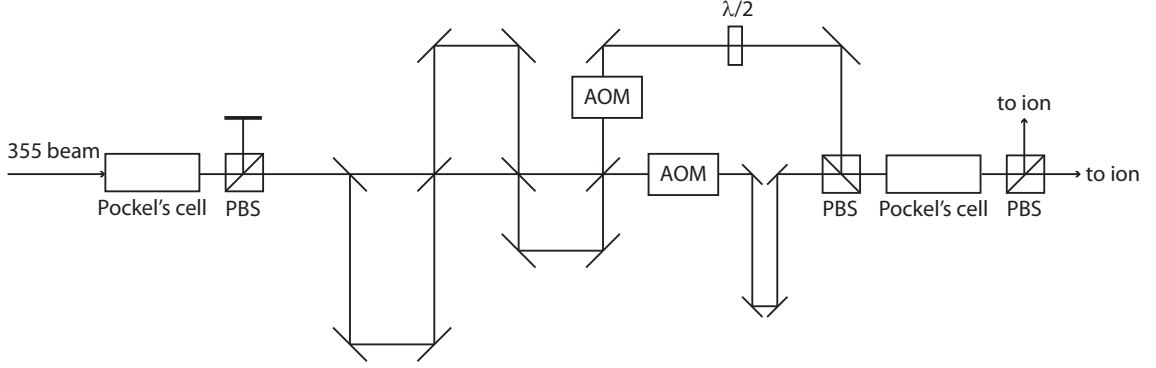 λ/2
AOM
to ion
355 beam
AOM
to ion
Pockel's cell
PBS
PBS
Pockel's cell
PBS